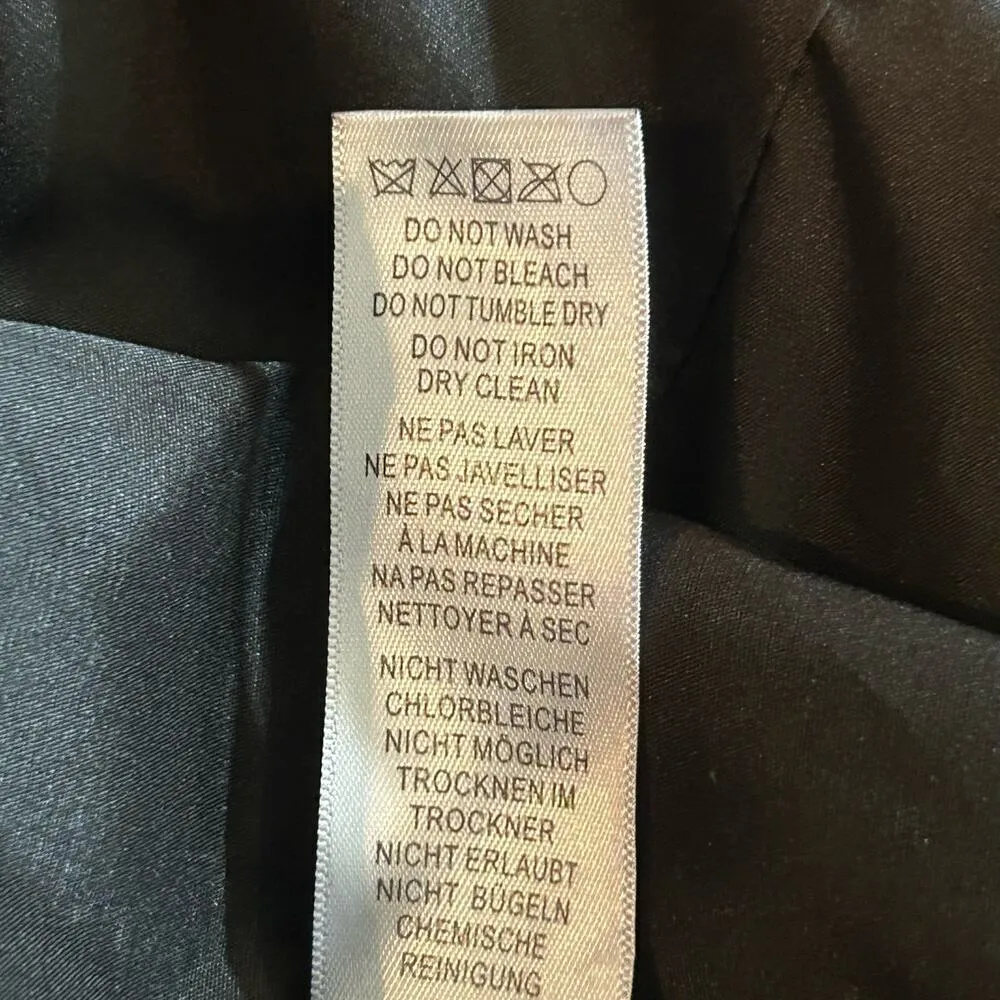 DO NOT WASH
DO NOT BLEACH
DO NOT TUMBLE DRY
DO NOT IRON
DRY CLEAN
NE PAS LAVER
NE PAS JAVELLISER
NE PAS SECHER
À LA MACHINE
NA PAS REPASSER
NETTOYER À SEC
NICHT WASCHEN
CHLORBLEICHE
NICHT MÖGLICH
TROCKNEN IM
TROCKNER
NICHT ERLAUBT
NICHT BÜGELN
CHEMISCHE
REINIGUNG